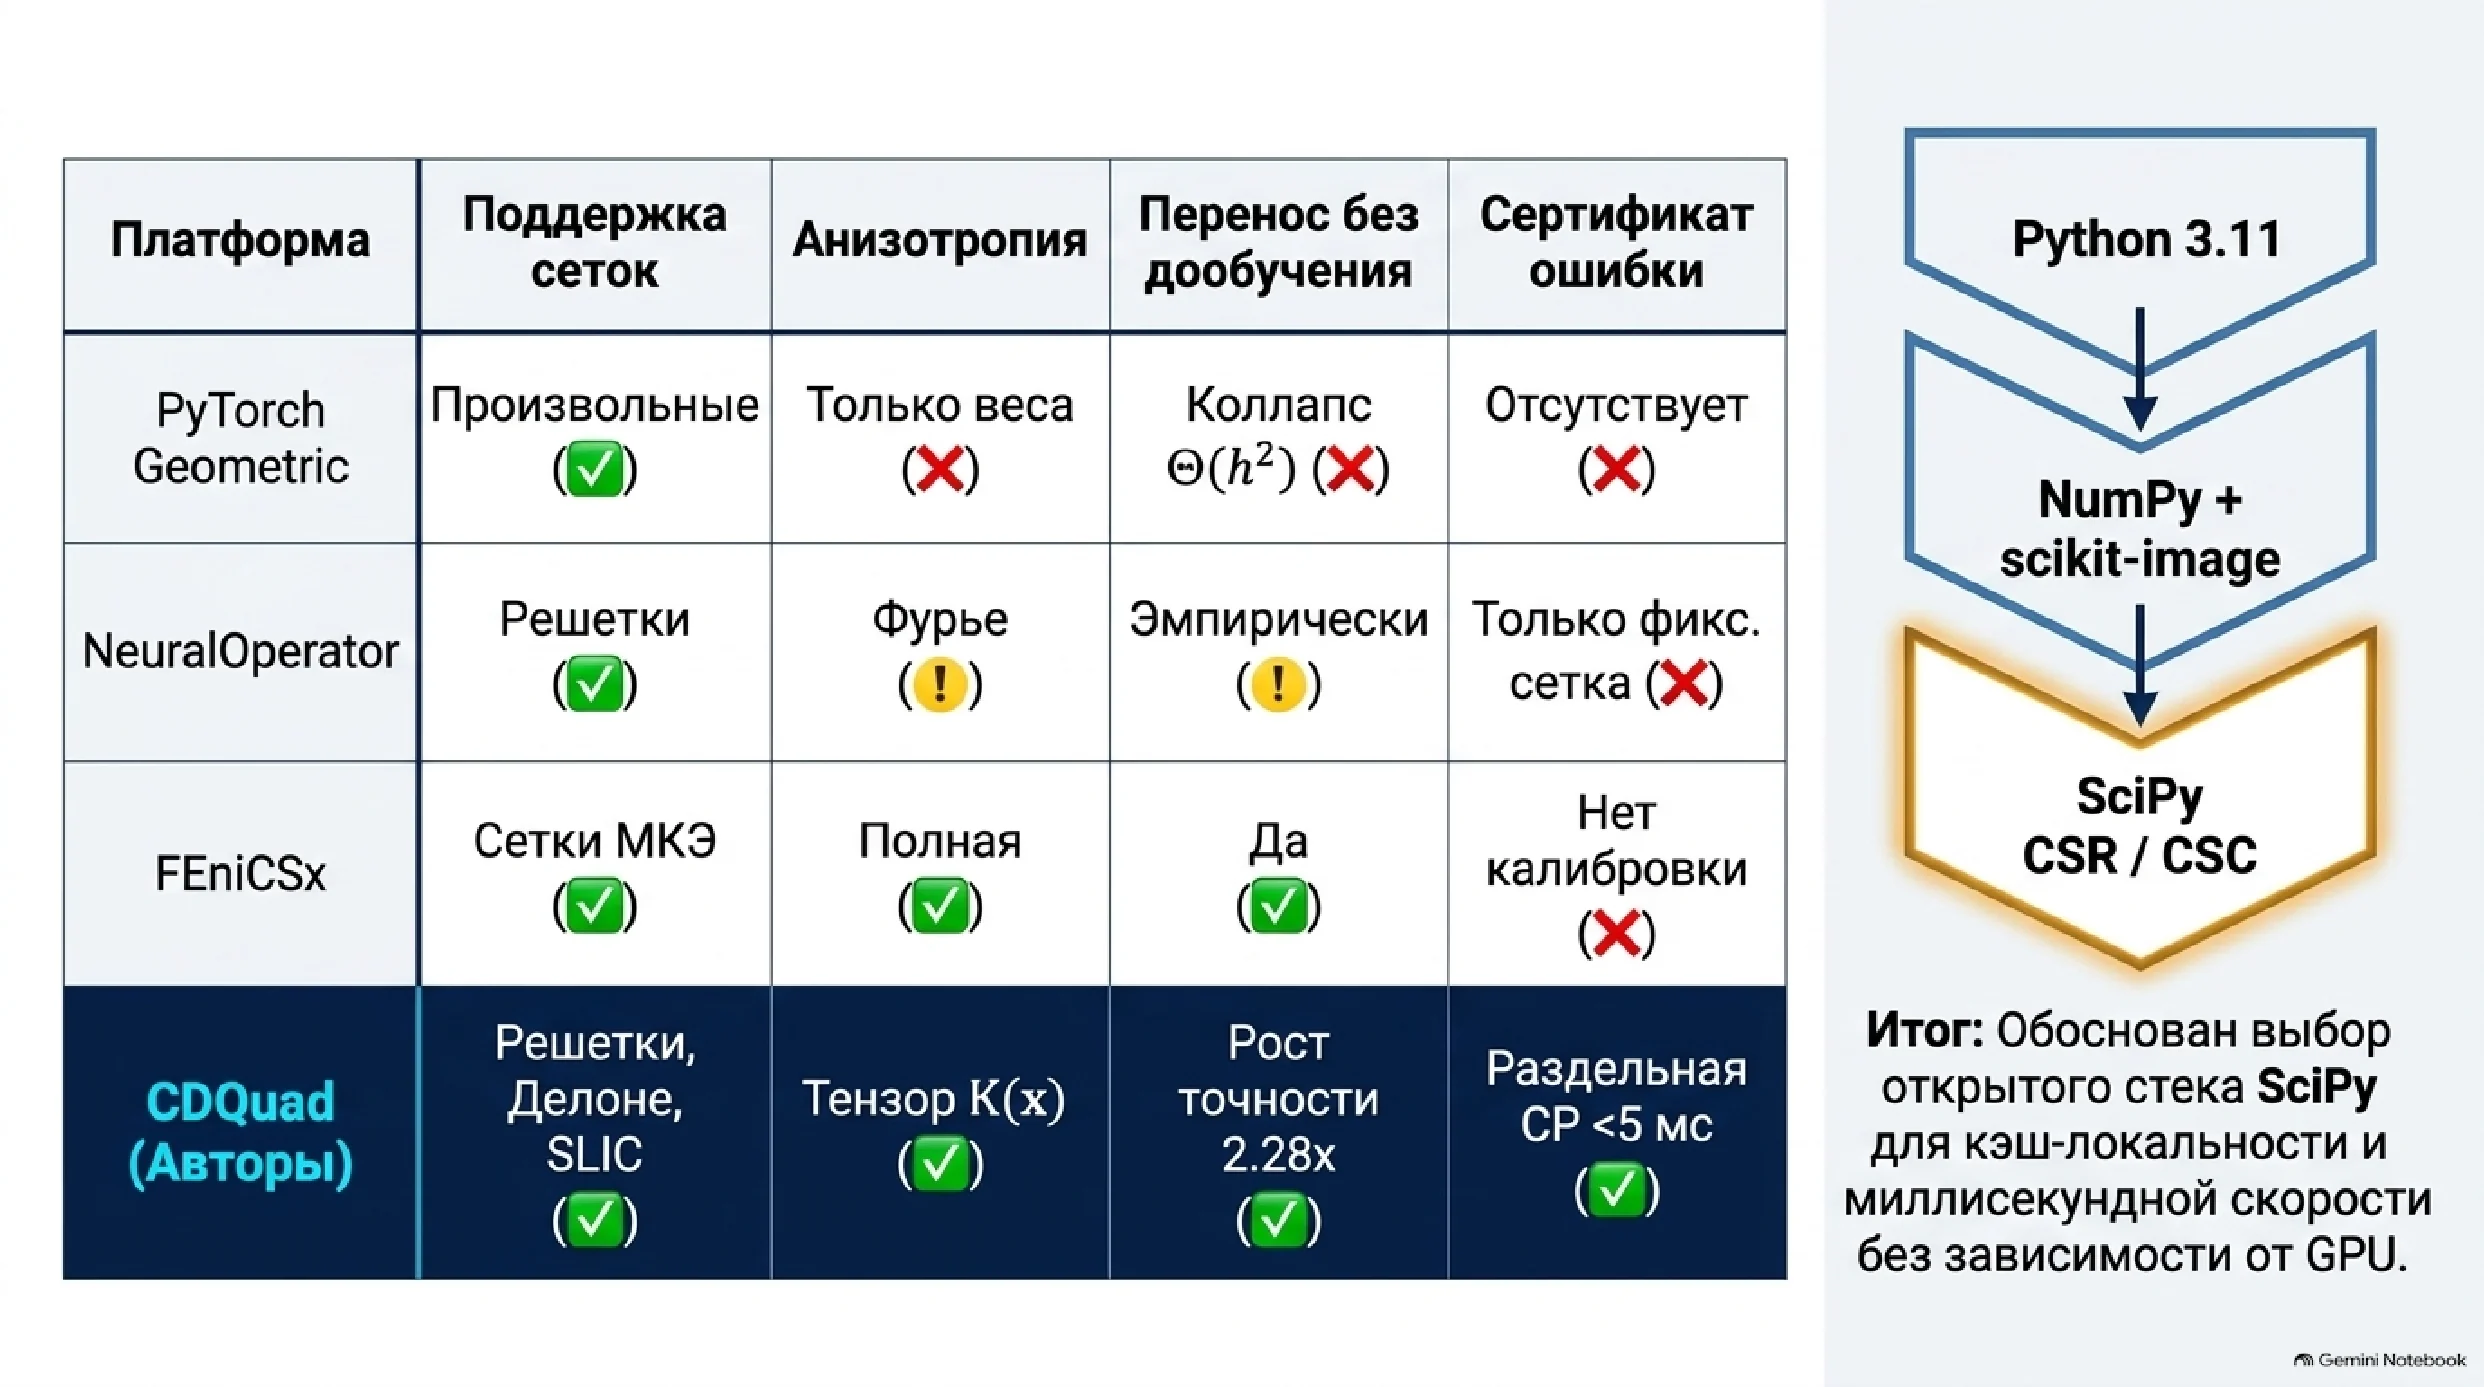 Платформа
Поддержка
сеток
Анизотропия
Перенос без
дообучения
Сертификат
ошибки
PyTorch
Geometric
Произвольные
(✅)
Только веса
(❌)
Коллапс
Θ(h²) (❌)
Отсутствует
(❌)
NeuralOperator
Решетки
(✅)
Фурье
(!)
Эмпирически
(!)
Только фикс.
сетка (❌)
FEniCSx
Сетки МКЭ
(✅)
Полная
(✅)
Да
(✅)
Нет
калибровки
(❌)
CDQuad
(Авторы)
Решетки,
Делоне,
SLIC
(✅)
Тензор K(x)
(✅)
Рост
точности
2.28x
(✅)
Раздельная
CP <5 мс
(✅)
Python 3.11
NumPy +
scikit-image
SciPy
CSR / CSC
Итог: Обоснован выбор
открытого стека SciPy
для кэш-локальности и
миллисекундной скорости
без зависимости от GPU.
Gemini Notebook